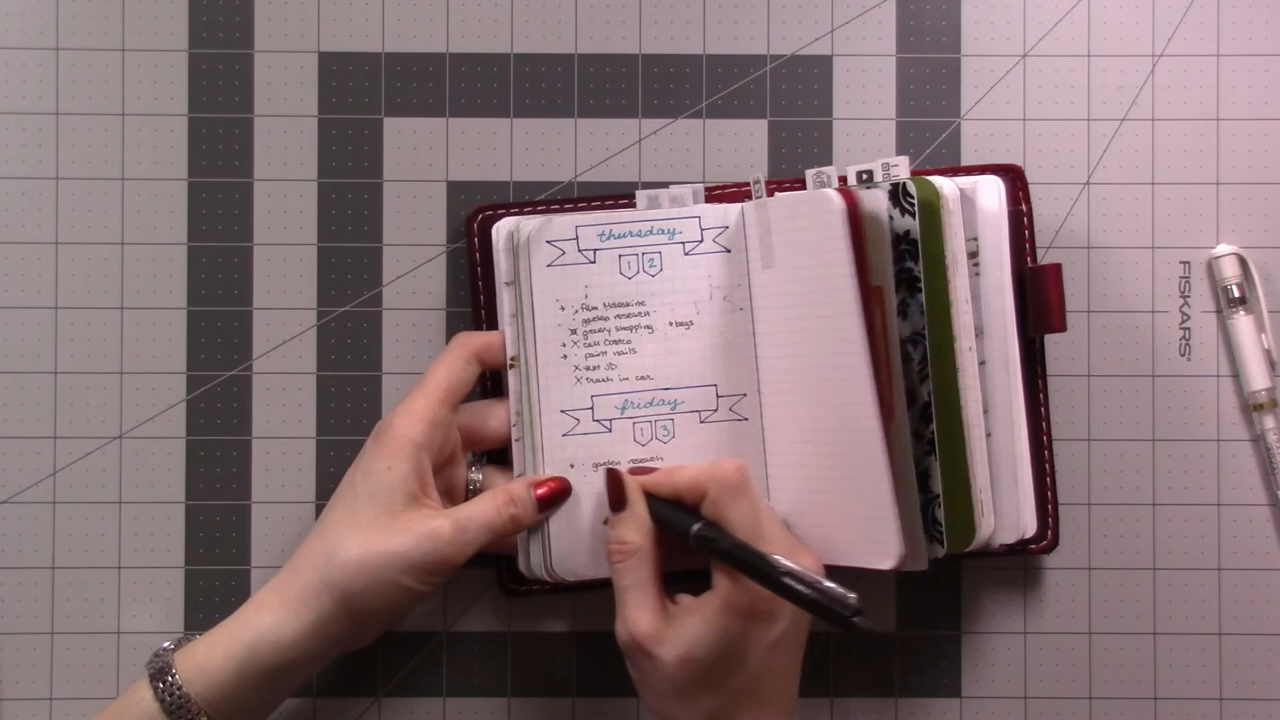 thursday
1 2
→ · film Moleskine
· garden research
grocery shopping + bags
→ X call Costco
→ · paint nails
X JD
X trash in car
friday
1 3
* · garden research
FISKARS